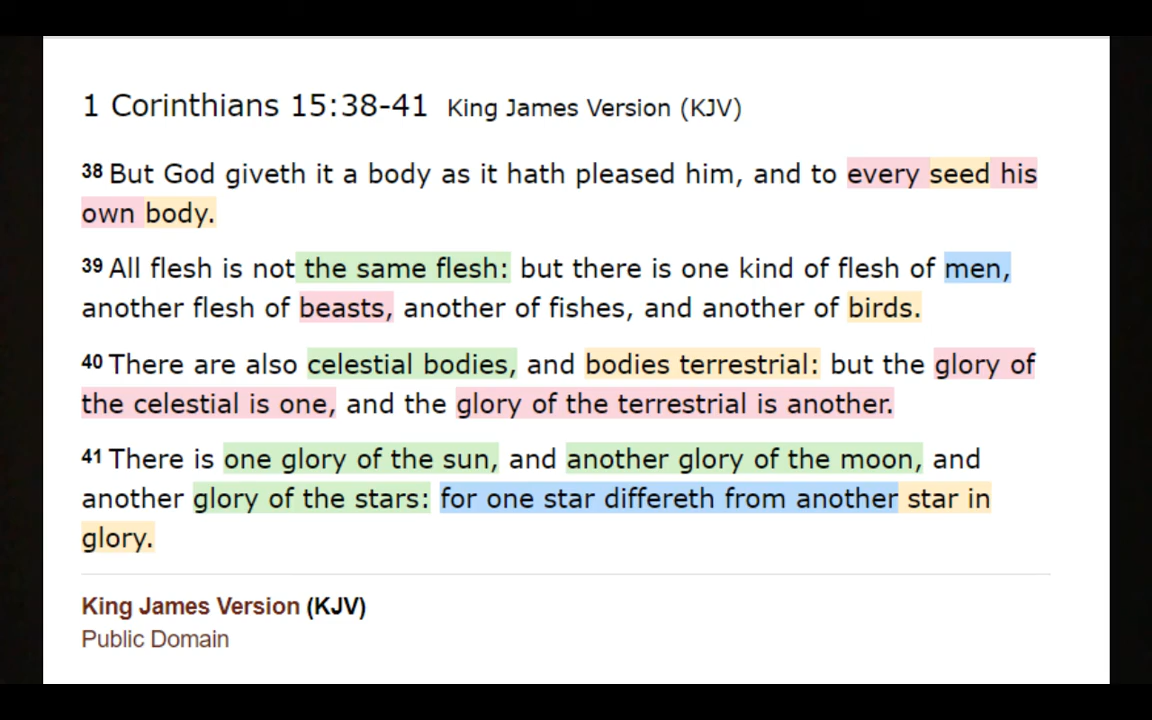 1 Corinthians 15:38-41 King James Version (KJV)
38 But God giveth it a body as it hath pleased him, and to every seed his
own body.
39 All flesh is not the same flesh: but there is one kind of flesh of men,
another flesh of beasts, another of fishes, and another of birds.
40 There are also celestial bodies, and bodies terrestrial: but the glory of
the celestial is one, and the glory of the terrestrial is another.
41 There is one glory of the sun, and another glory of the moon, and
another glory of the stars: for one star differeth from another star in
glory.
King James Version (KJV)
Public Domain